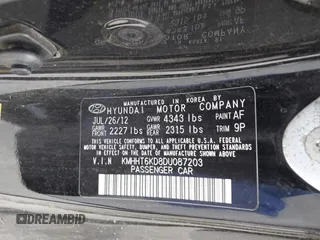 MANUFACTURED IN KOREA BY
HYUNDAI MOTOR COMPANY
JUL/26/12 GVWR 4343 lbs PAINT AF
GAWR FRONT 2227 lbs GAWR REAR 2315 lbs TRIM 9P
THIS VEHICLE CONFORMS TO ALL APPLICABLE
FEDERAL MOTOR VEHICLE SAFETY, BUMPER, AND
THEFT PREVENTION STANDARDS IN EFFECT ON
THE DATE OF MANUFACTURE SHOWN ABOVE.
V.I.N KMHHT6KD8DU087203
PASSENGER CAR
DREAMBID